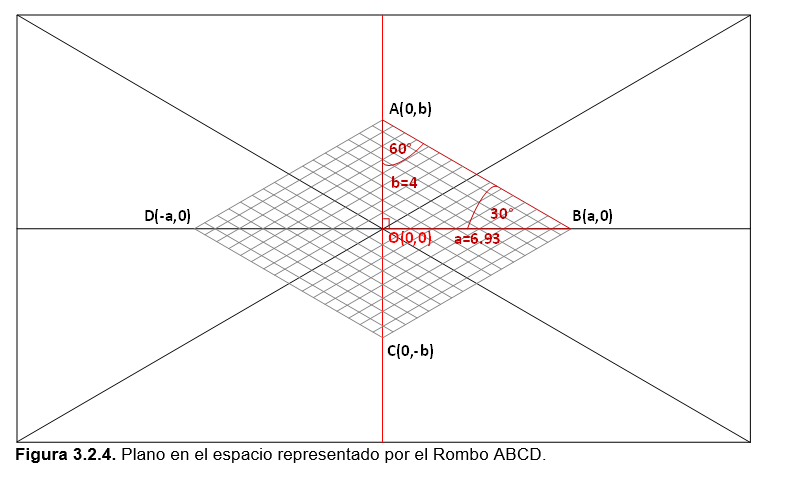 A(0,b)
60°
b=4
D(-a,0)
30°
B(a,0)
O(0,0)
a=6.93
C(0,-b)
Figura 3.2.4. Plano en el espacio representado por el Rombo ABCD.